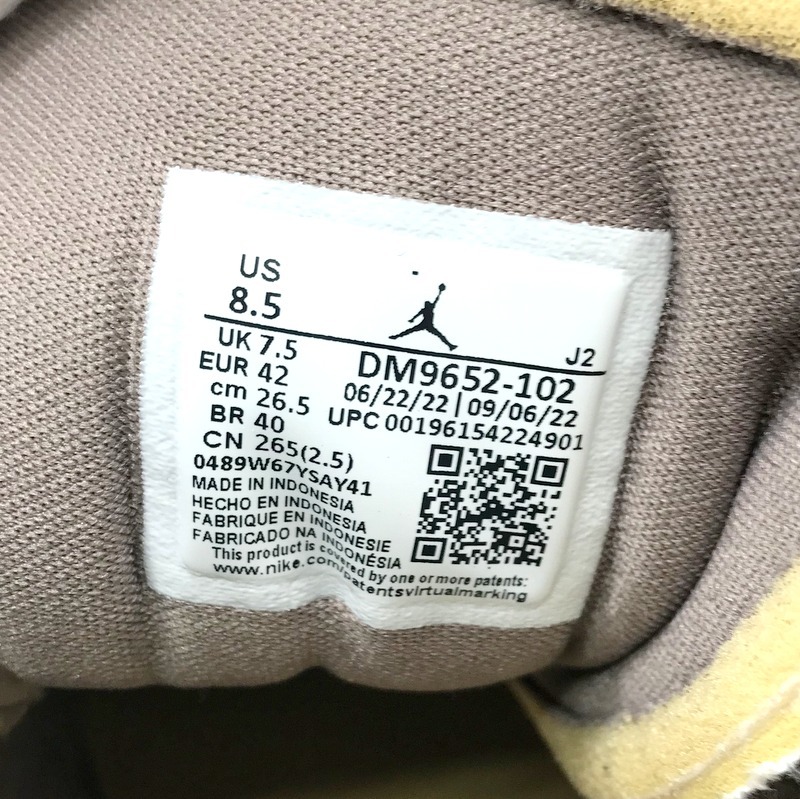 US
8.5
J2
UK 7.5
EUR 42
cm 26.5
BR 40
CN 265(2.5)
DM9652-102
06/22/22 | 09/06/22
UPC 00196154224901
0489W67YSAY41
MADE IN INDONESIA
HECHO EN INDONESIA
FABRIQUE EN INDONESIE
FABRICADO NA INDONÉSIA
This product is covered by one or more patents:
www.nike.com/patentsvirtualmarking